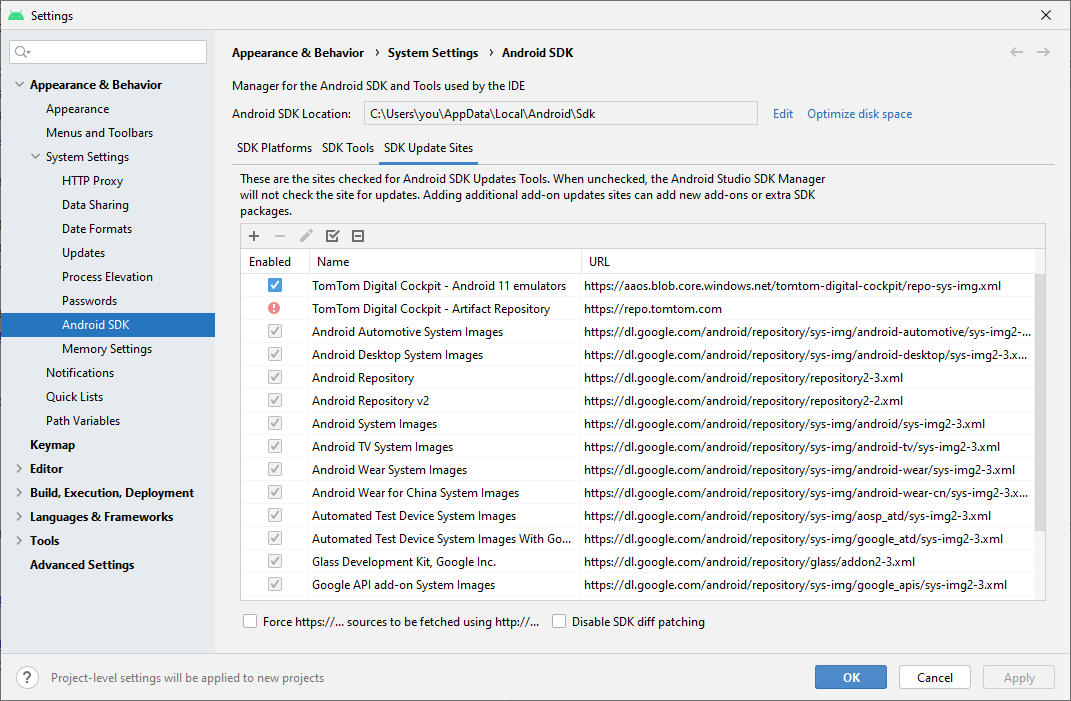 Settings
Appearance & Behavior
Appearance
Menus and Toolbars
System Settings
HTTP Proxy
Data Sharing
Date Formats
Updates
Process Elevation
Passwords
Android SDK
Memory Settings
Notifications
Quick Lists
Path Variables
Keymap
Editor
Build, Execution, Deployment
Languages & Frameworks
Tools
Advanced Settings
Appearance & Behavior › System Settings › Android SDK
Manager for the Android SDK and Tools used by the IDE
Android SDK Location: C:\Users\you\AppData\Local\Android\Sdk Edit Optimize disk space
SDK Platforms SDK Tools SDK Update Sites
These are the sites checked for Android SDK Updates Tools. When unchecked, the Android Studio SDK Manager
will not check the site for updates. Adding additional add-on updates sites can add new add-ons or extra SDK
packages.
Enabled Name URL
TomTom Digital Cockpit - Android 11 emulators https://aaos.blob.core.windows.net/tomtom-digital-cockpit/repo-sys-img.xml
TomTom Digital Cockpit - Artifact Repository https://repo.tomtom.com
Android Automotive System Images https://dl.google.com/android/repository/sys-img/android-automotive/sys-img2-...
Android Desktop System Images https://dl.google.com/android/repository/sys-img/android-desktop/sys-img2-3.x...
Android Repository https://dl.google.com/android/repository/repository2-3.xml
Android Repository v2 https://dl.google.com/android/repository/repository2-2.xml
Android System Images https://dl.google.com/android/repository/sys-img/android/sys-img2-3.xml
Android TV System Images https://dl.google.com/android/repository/sys-img/android-tv/sys-img2-3.xml
Android Wear System Images https://dl.google.com/android/repository/sys-img/android-wear/sys-img2-3.xml
Android Wear for China System Images https://dl.google.com/android/repository/sys-img/android-wear-cn/sys-img2-3.x...
Automated Test Device System Images https://dl.google.com/android/repository/sys-img/aosp_atd/sys-img2-3.xml
Automated Test Device System Images With Go... https://dl.google.com/android/repository/sys-img/google_atd/sys-img2-3.xml
Glass Development Kit, Google Inc. https://dl.google.com/android/repository/glass/addon2-3.xml
Google API add-on System Images https://dl.google.com/android/repository/sys-img/google_apis/sys-img2-3.xml
Force https://... sources to be fetched using http://... Disable SDK diff patching
? Project-level settings will be applied to new projects
OK Cancel Apply